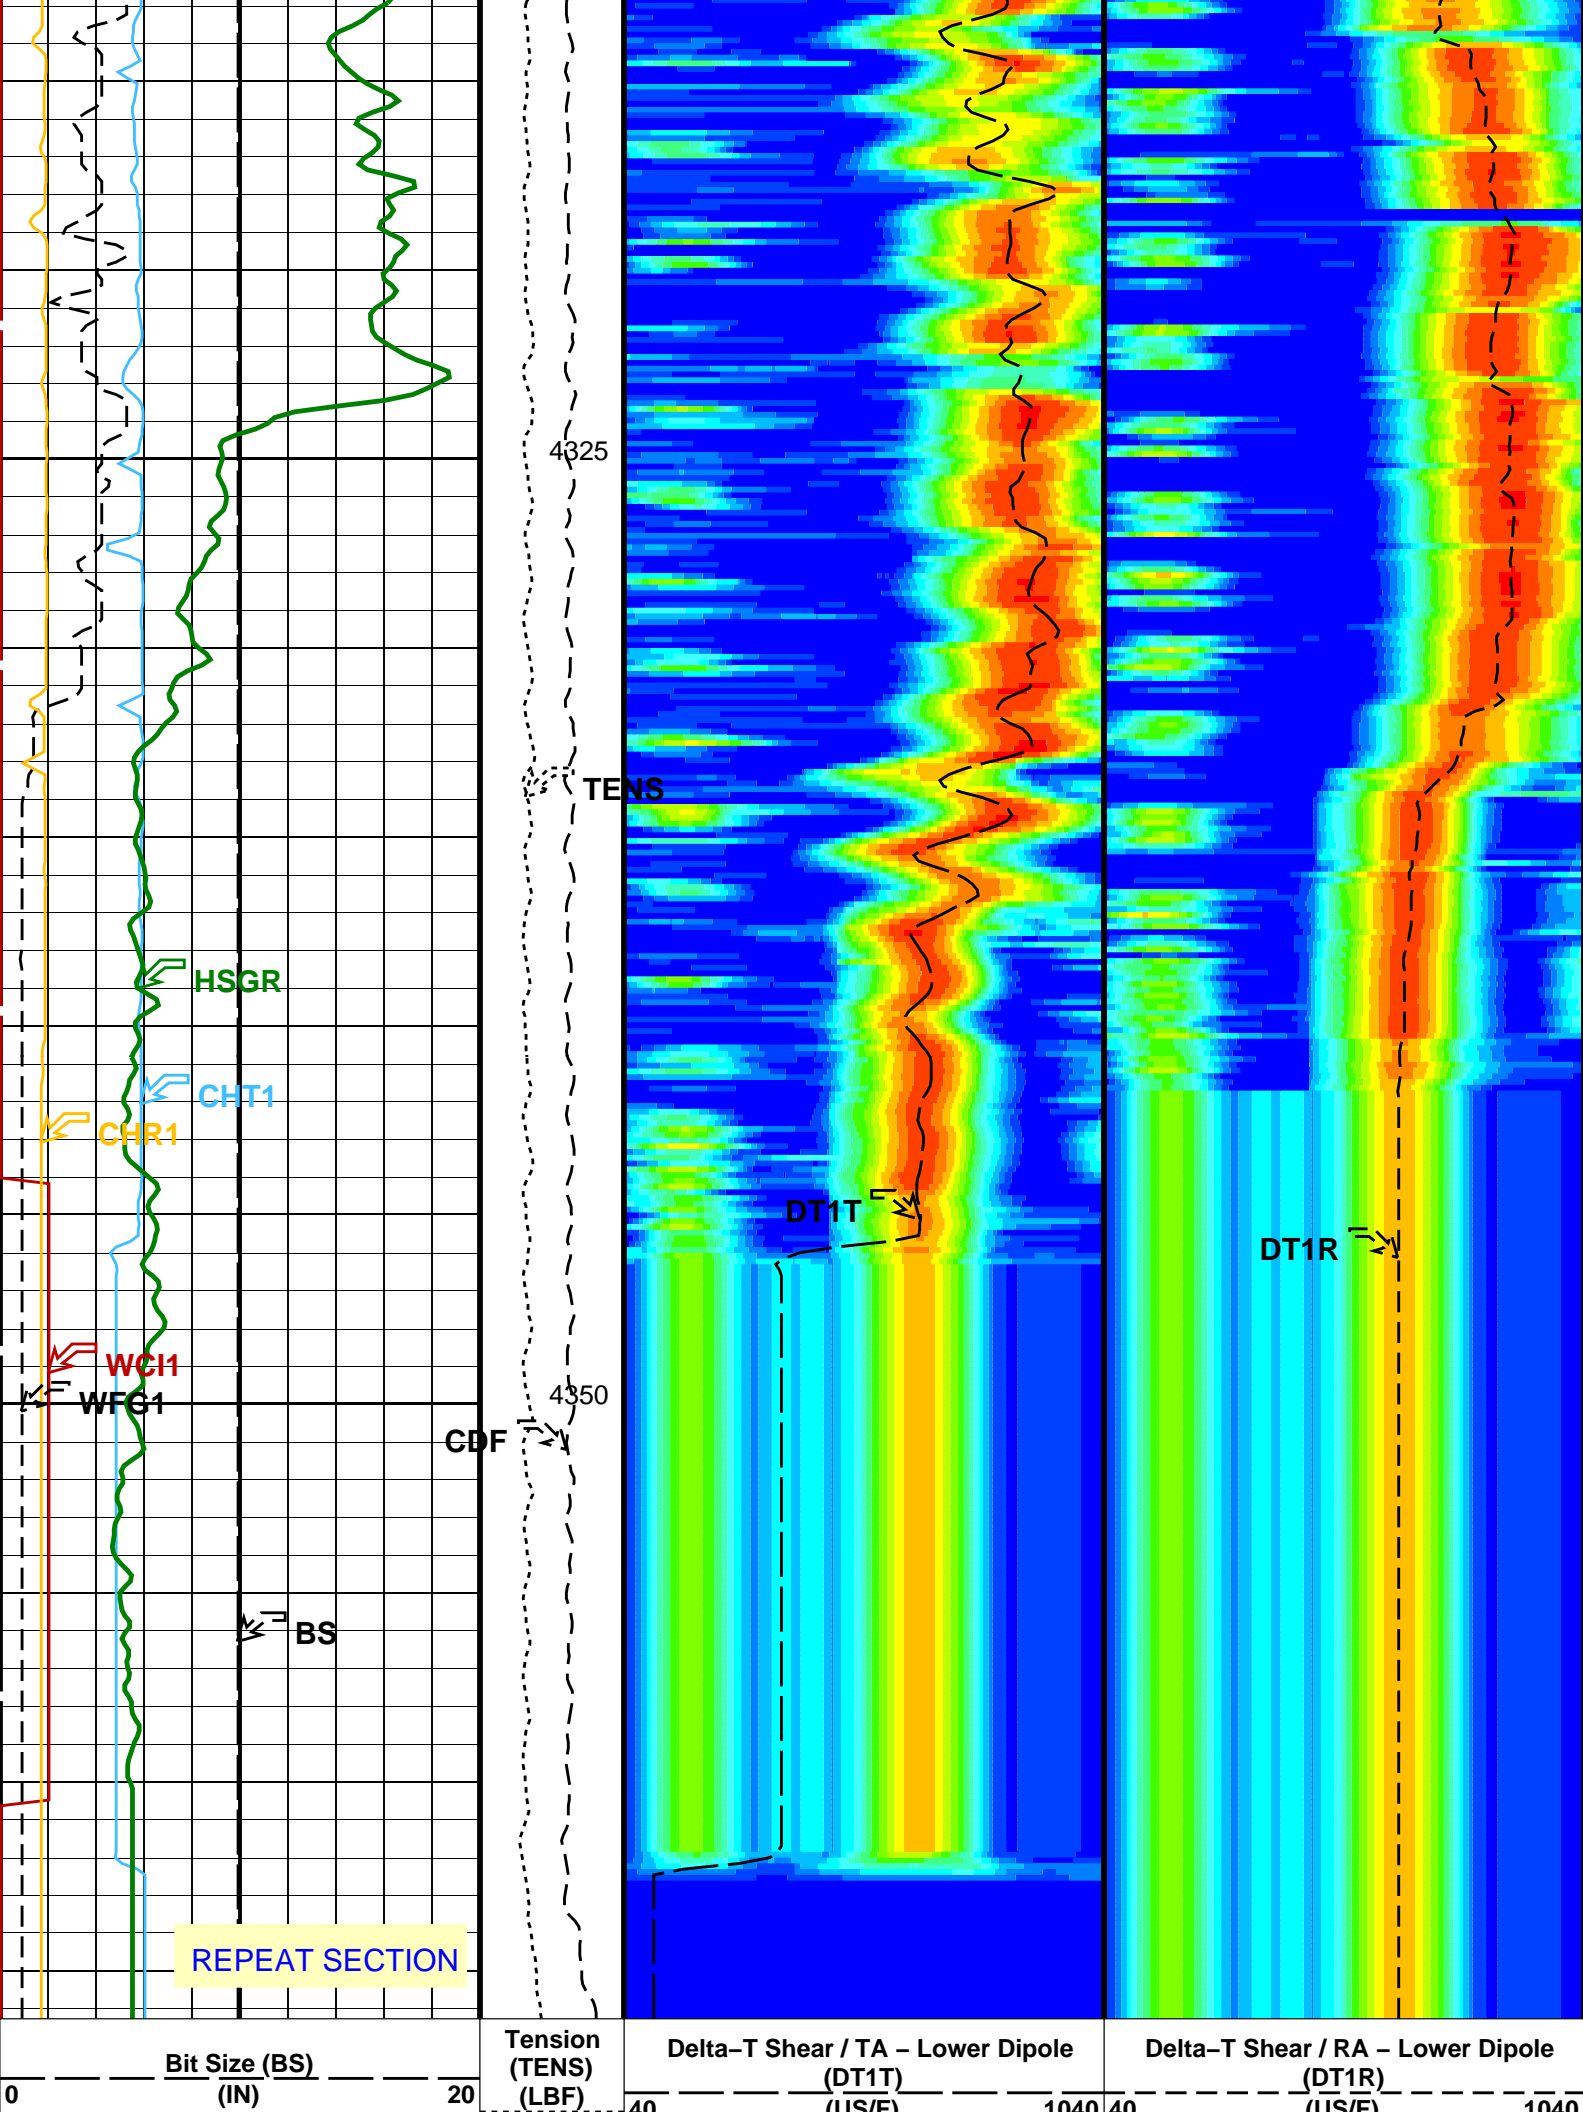 4325
TENS
HSGR
CHT1
CHR1
DT1T
DT1R
WCI1
WFG1
4350
CDF
BS
REPEAT SECTION
Bit Size (BS)
0 (IN) 20
Tension
(TENS)
(LBF)
Delta−T Shear / TA − Lower Dipole
(DT1T)
40 (US/F) 1040
Delta−T Shear / RA − Lower Dipole
(DT1R)
40 (US/F) 1040